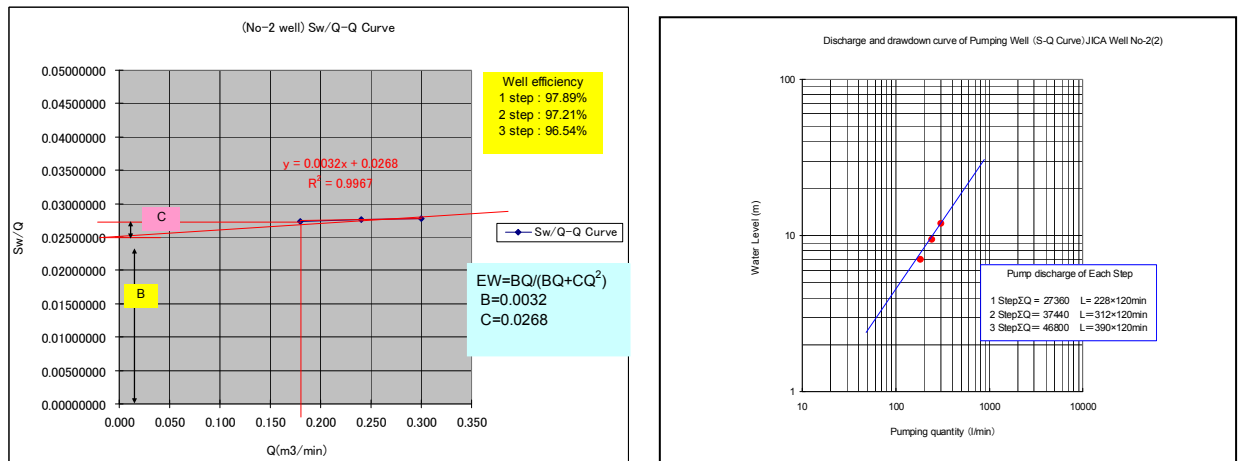 (No-2 well) Sw/Q-Q Curve
0.05000000
0.04500000
0.04000000
0.03500000
0.03000000
0.02500000
0.02000000
0.01500000
0.01000000
0.00500000
0.00000000
Sw/Q
0.000 0.050 0.100 0.150 0.200 0.250 0.300 0.350
Q(m3/min)
y = 0.0032x + 0.0268
R² = 0.9967
C
B
Well efficiency
1 step : 97.89%
2 step : 97.21%
3 step : 96.54%
Sw/Q-Q Curve
EW=BQ/(BQ+CQ²)
B=0.0032
C=0.0268
Discharge and drawdown curve of Pumping Well (S-Q Curve)JICA Well No-2(2)
100
10
1
Water Level (m)
10 100 1000 10000
Pumping quantity (l/min)
Pump discharge of Each Step
1 StepΣQ = 27360 L=228×120min
2 StepΣQ= 37440 L=312×120min
3 StepΣQ= 46800 L=390×120min